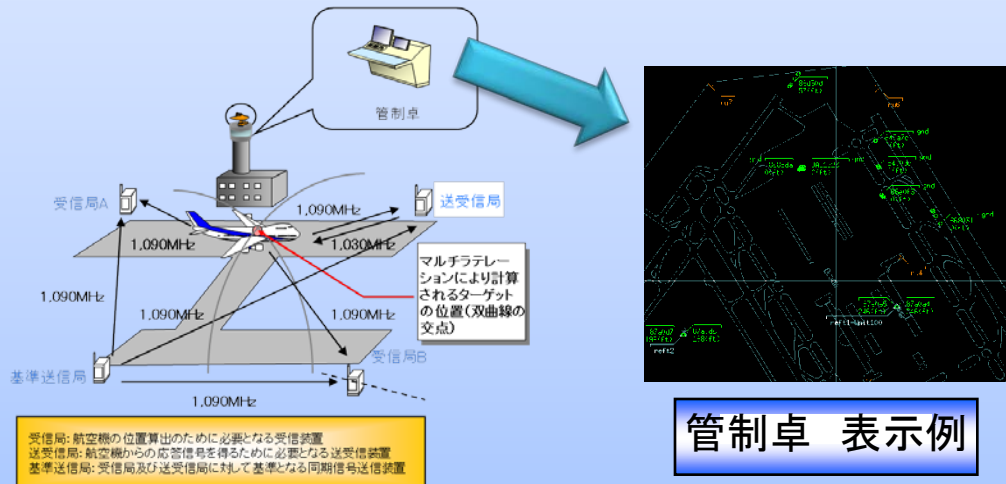 管制卓
受信局A
1,090MHz
送受信局
1,090MHz
1,030MHz
マルチラテレー
ションにより計算
されるターゲット
の位置(双曲線の
交点)
1,090MHz
1,090MHz
1,090MHz
受信局B
基準送信局
1,090MHz
受信局: 航空機の位置算出のために必要となる受信装置
送受信局: 航空機からの応答信号を得るために必要となる送受信装置
基準送信局: 受信局及び送受信局に対して基準となる同期信号送信装置
gnd
gnd
gnd
reft2
管制卓 表示例